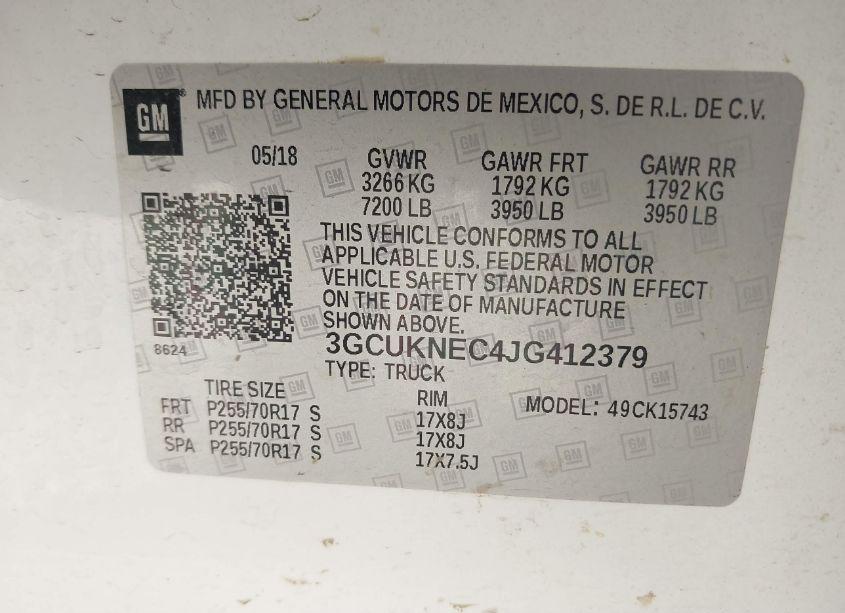 GM® MFD BY GENERAL MOTORS DE MEXICO, S. DE R.L. DE C.V.
05/18 GVWR GAWR FRT GAWR RR
3266 KG 1792 KG 1792 KG
7200 LB 3950 LB 3950 LB
THIS VEHICLE CONFORMS TO ALL
APPLICABLE U.S. FEDERAL MOTOR
VEHICLE SAFETY STANDARDS IN EFFECT
ON THE DATE OF MANUFACTURE
SHOWN ABOVE.
8624
3GCUKNEC4JG412379
TYPE: TRUCK
TIRE SIZE RIM MODEL: 49CK15743
FRT P255/70R17 S 17X8J
RR P255/70R17 S 17X8J
SPA P255/70R17 S 17X7.5J